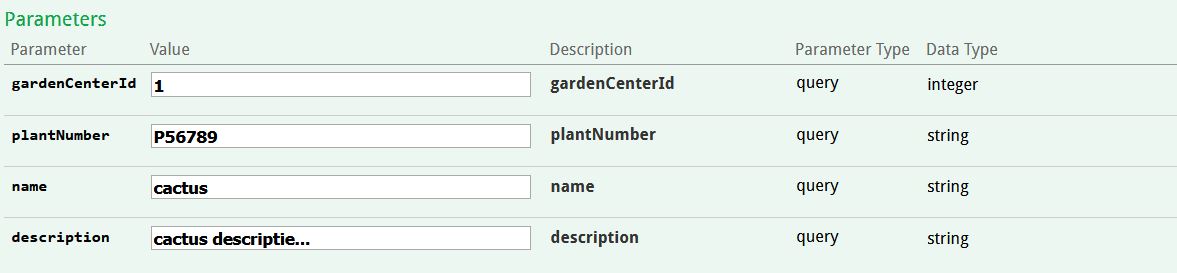 Parameters
Parameter Value Description Parameter Type Data Type
gardenCenterId 1 gardenCenterId query integer
plantNumber P56789 plantNumber query string
name cactus name query string
description cactus descriptie... description query string